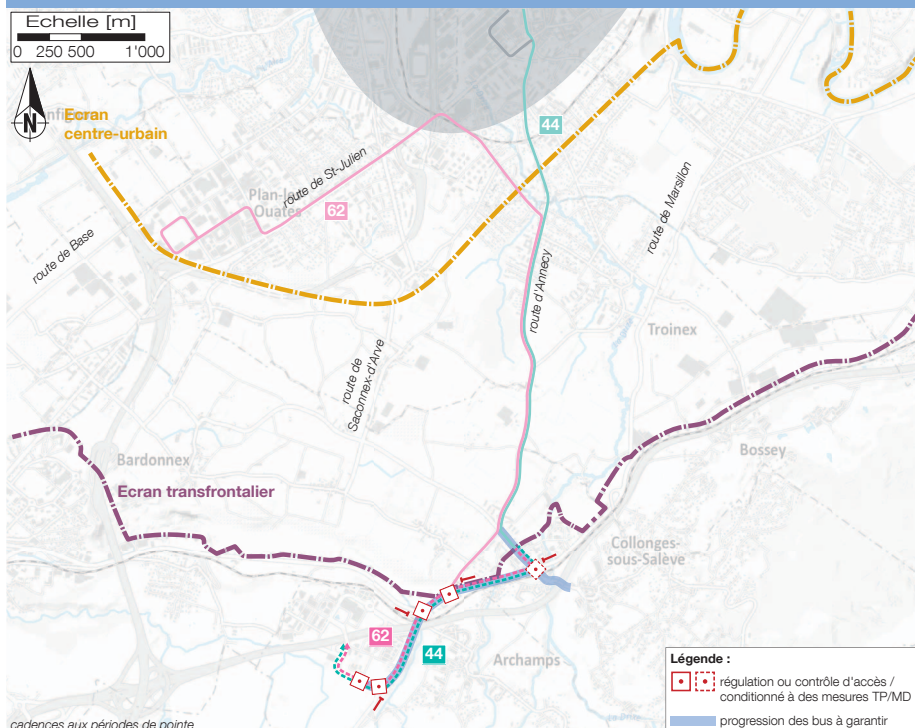 Echelle [m]
0 250 500 1'000
N
Ecran
centre-urbain
44
route de St-Julien
Plan-les
Ouates
62
route de Marsillon
route de Base
route d'Annecy
Troinex
route de
Saconnex-d'Arve
Bardonnex
Bossey
Ecran transfrontalier
Collonges-
sous-Salève
62
44
Archamps
Légende :
régulation ou contrôle d'accès /
conditionné à des mesures TP/MD
progression des bus à garantir
cadences aux périodes de pointe